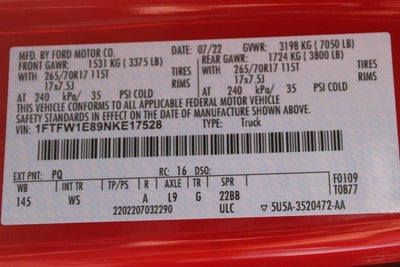 MFD. BY FORD MOTOR CO.
DATE: 07/22 GVWR: 3198 KG ( 7050 LB)
FRONT GAWR: 1531 KG ( 3375 LB) REAR GAWR: 1724 KG ( 3800 LB)
WITH WITH
265/70R17 115T TIRES 265/70R17 115T TIRES
17x7.5J RIMS 17x7.5J RIMS
AT 240 kPa/ 35 PSI COLD AT 240 kPa/ 35 PSI COLD
THIS VEHICLE CONFORMS TO ALL APPLICABLE FEDERAL MOTOR VEHICLE
SAFETY STANDARDS IN EFFECT ON THE DATE OF MANUFACTURE SHOWN ABOVE.
VIN: 1FTFW1E89NKE17528 TYPE: Truck
EXT PNT: PQ RC: 16 DSO: F0109
WB INT TR TP/PS R AXLE TR SPR T0877
145 WS A L9 G 22BB
2202207032290 ULC 5U5A-3520472-AA